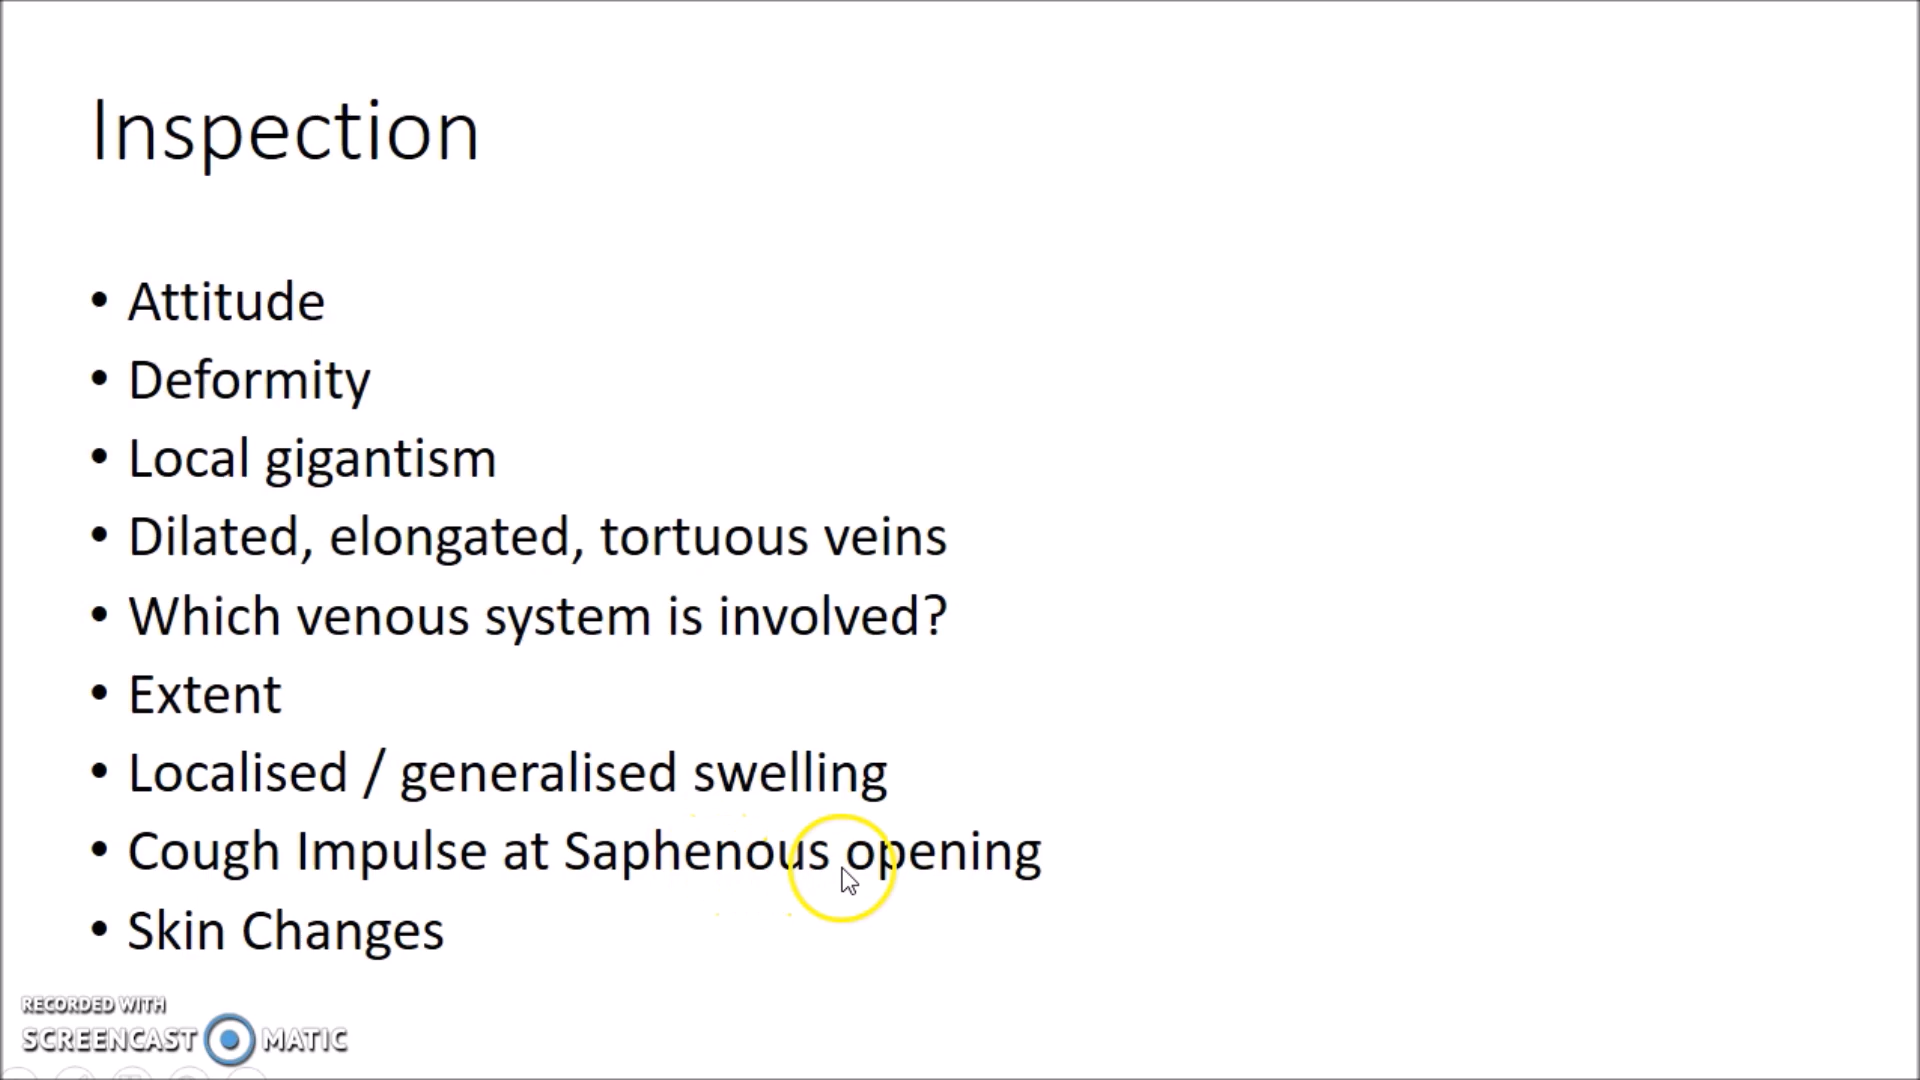 Inspection
• Attitude
• Deformity
• Local gigantism
• Dilated, elongated, tortuous veins
• Which venous system is involved?
• Extent
• Localised / generalised swelling
• Cough Impulse at Saphenous opening
• Skin Changes
RECORDED WITH
SCREENCAST MATIC